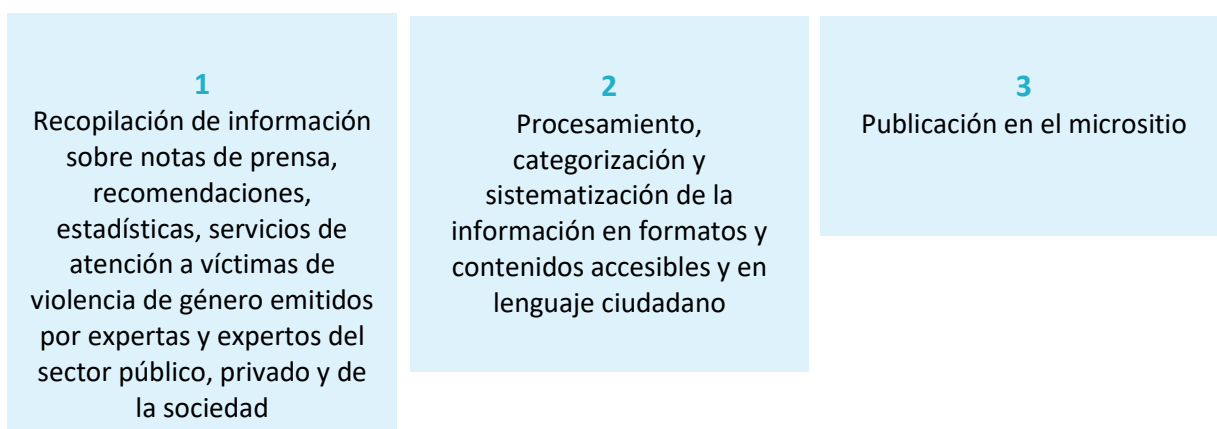 1
Recopilación de información
sobre notas de prensa,
recomendaciones,
estadísticas, servicios de
atención a víctimas de
violencia de género emitidos
por expertas y expertos del
sector público, privado y de
la sociedad
2
Procesamiento,
categorización y
sistematización de la
información en formatos y
contenidos accesibles y en
lenguaje ciudadano
3
Publicación en el micrositio